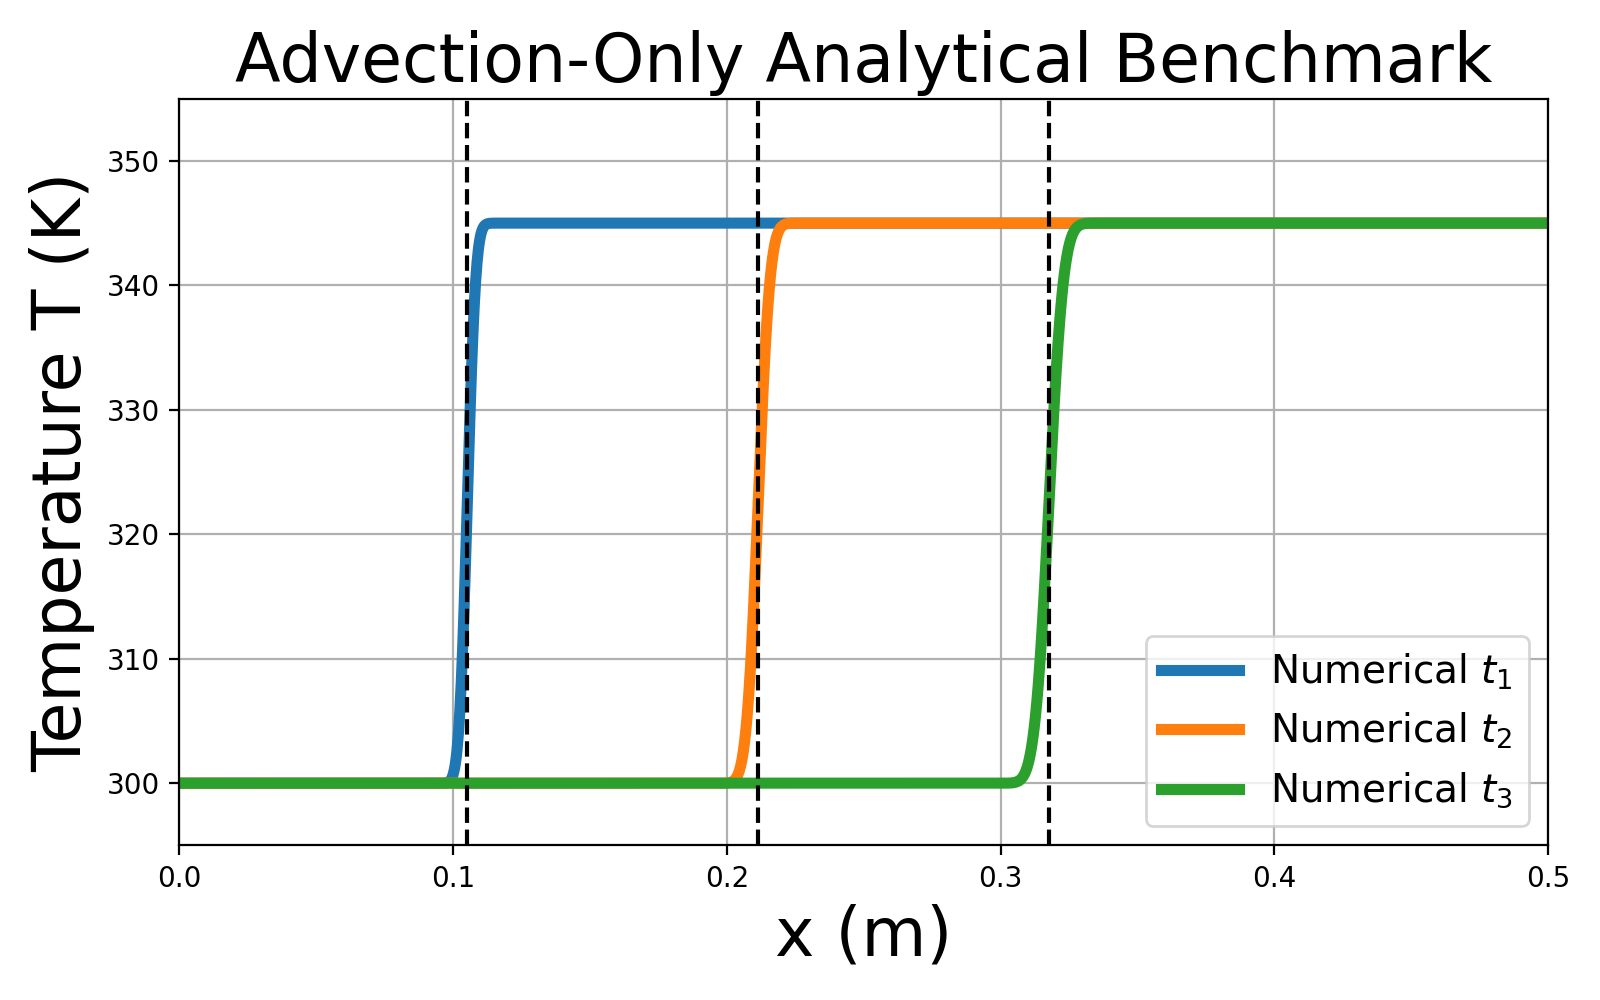 Advection-Only Analytical Benchmark
Temperature T (K)
350
340
330
320
310
300
Numerical t₁
Numerical t₂
Numerical t₃
0.0 0.1 0.2 0.3 0.4 0.5
x (m)